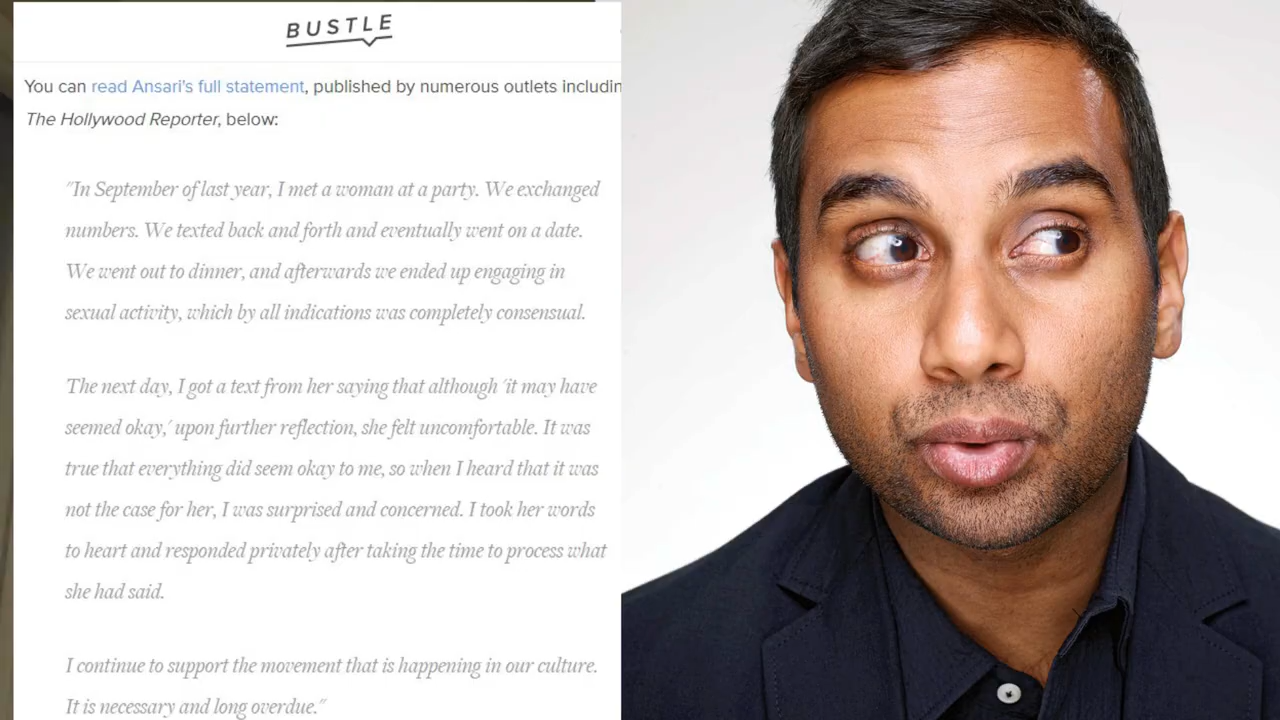 BUSTLE
You can read Ansari's full statement, published by numerous outlets includin
The Hollywood Reporter, below:
"In September of last year, I met a woman at a party. We exchanged
numbers. We texted back and forth and eventually went on a date.
We went out to dinner, and afterwards we ended up engaging in
sexual activity, which by all indications was completely consensual.
The next day, I got a text from her saying that although 'it may have
seemed okay,' upon further reflection, she felt uncomfortable. It was
true that everything did seem okay to me, so when I heard that it was
not the case for her, I was surprised and concerned. I took her words
to heart and responded privately after taking the time to process what
she had said.
I continue to support the movement that is happening in our culture.
It is necessary and long overdue."